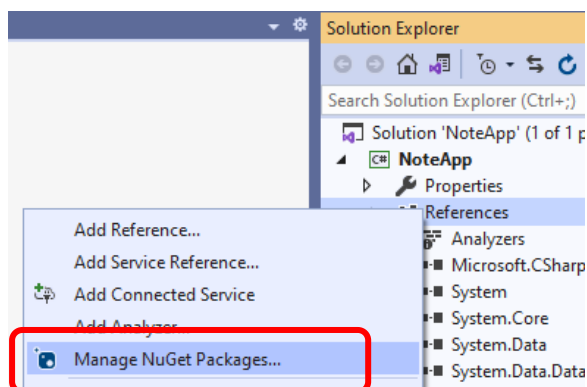 Solution Explorer
Search Solution Explorer (Ctrl+;)
Solution 'NoteApp' (1 of 1 p
C# NoteApp
Properties
References
Analyzers
Microsoft.CSharp
System
System.Core
System.Data
System.Data.Data
Add Reference...
Add Service Reference...
Add Connected Service
Add Analyzer...
Manage NuGet Packages...